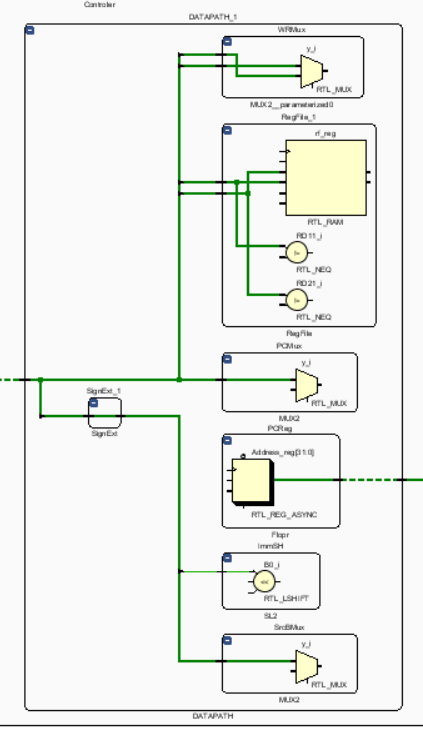 Controler
DATAPATH_1
WRMux
y_i
RTL_MUX
MUX2__parameterized0
RegFile_1
rf_reg
RTL_RAM
RD11_i
RTL_NEQ
RD21_i
RTL_NEQ
RegFile
PCMux
y_i
RTL_MUX
MUX2
SignExt_1
SignExt
PCReg
Address_reg[31:0]
RTL_REG_ASYNC
Flopr
ImmSH
B0_i
RTL_LSHIFT
SL2
SrcBMux
y_i
RTL_MUX
MUX2
DATAPATH